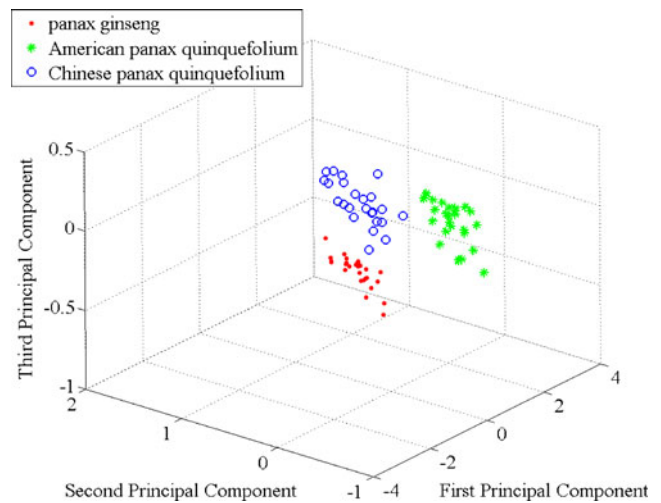 panax ginseng
American panax quinquefolium
Chinese panax quinquefolium
0.5
0
-0.5
-1
Third Principal Component
2
1
0
-1
Second Principal Component
-4
-2
0
2
4
First Principal Component